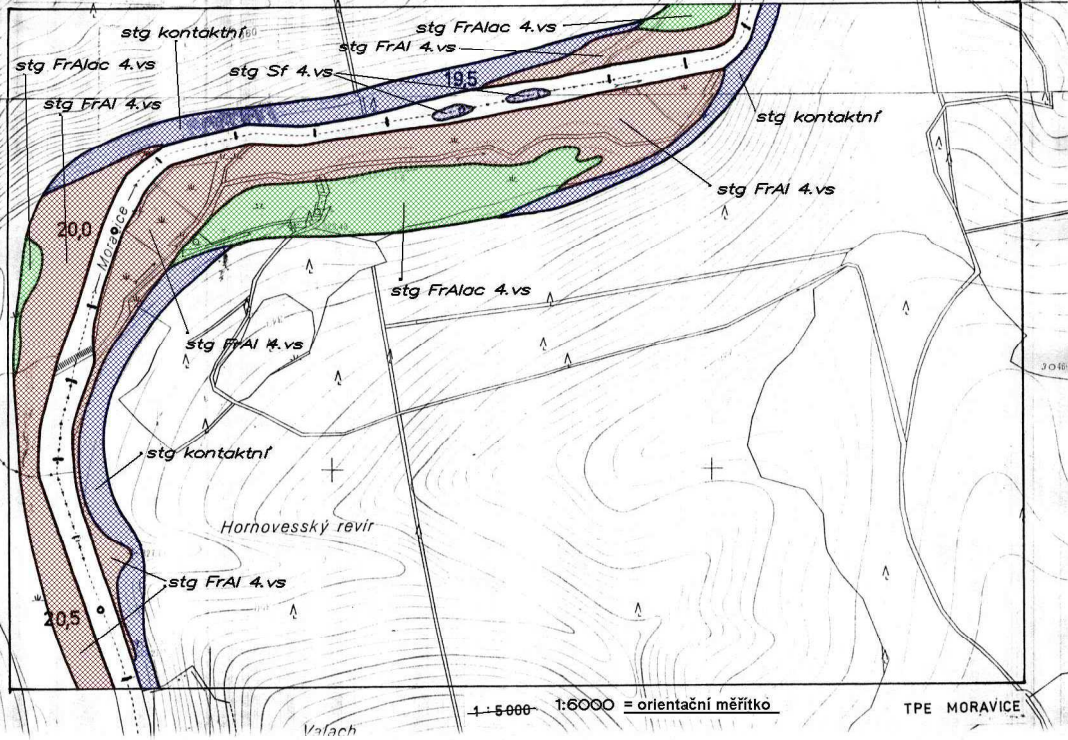 stg FrAlac 4.vs
stg kontaktní
stg FrAl 4.vs
stg FrAlac 4.vs
stg Sf 4.vs
19,5
stg FrAl 4.vs
stg kontaktní
stg FrAl 4.vs
20,0
Moravice
stg FrAlac 4.vs
stg FrAl 4.vs
stg kontaktní
Hornovesský revír
stg FrAl 4.vs
20,5
1:5000
1:6000 = orientační měřítko
TPE MORAVICE
Valach